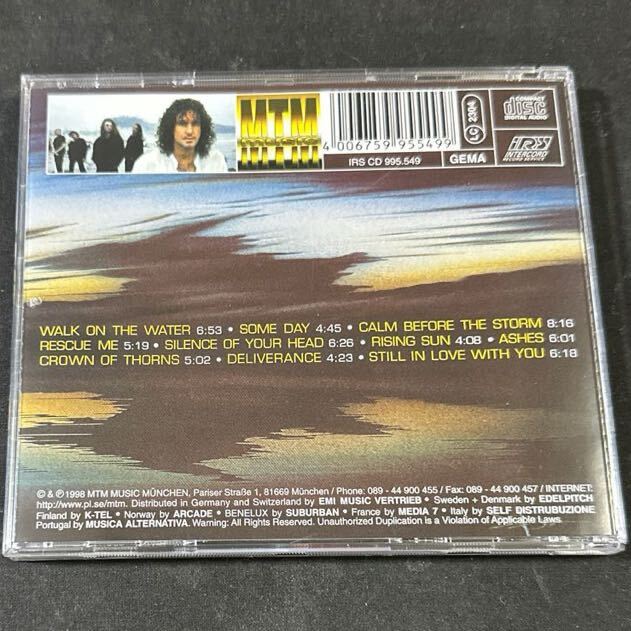 MTM
MUSIC
4 006759 955499
IRS CD 995.549
GEMA
LC 2304
COMPACT
disc
DIGITAL AUDIO
IRS
INTERCORD
RECORD SERVICE
WALK ON THE WATER 6:53 • SOME DAY 4:45 • CALM BEFORE THE STORM 8:16
RESCUE ME 5:19 • SILENCE OF YOUR HEAD 6:26 • RISING SUN 4:08 • ASHES 6:01
CROWN OF THORNS 5:02 • DELIVERANCE 4:23 • STILL IN LOVE WITH YOU 6:18
© & ℗1998 MTM MUSIC MÜNCHEN, Pariser Straße 1, 81669 München / Phone: 089 - 44 900 455 / Fax: 089 - 44 900 457 / INTERNET:
http://www.pl.se/mtm. Distributed in Germany and Switzerland by EMI MUSIC VERTRIEB • Sweden + Denmark by EDELPITCH
Finland by K-TEL • Norway by ARCADE • BENELUX by SUBURBAN • France by MEDIA 7 • Italy by SELF DISTRUBUZIONE
Portugal by MUSICA ALTERNATIVA. Warning: All Rights Reserved. Unauthorized Duplication is a Violation of Applicable Laws.